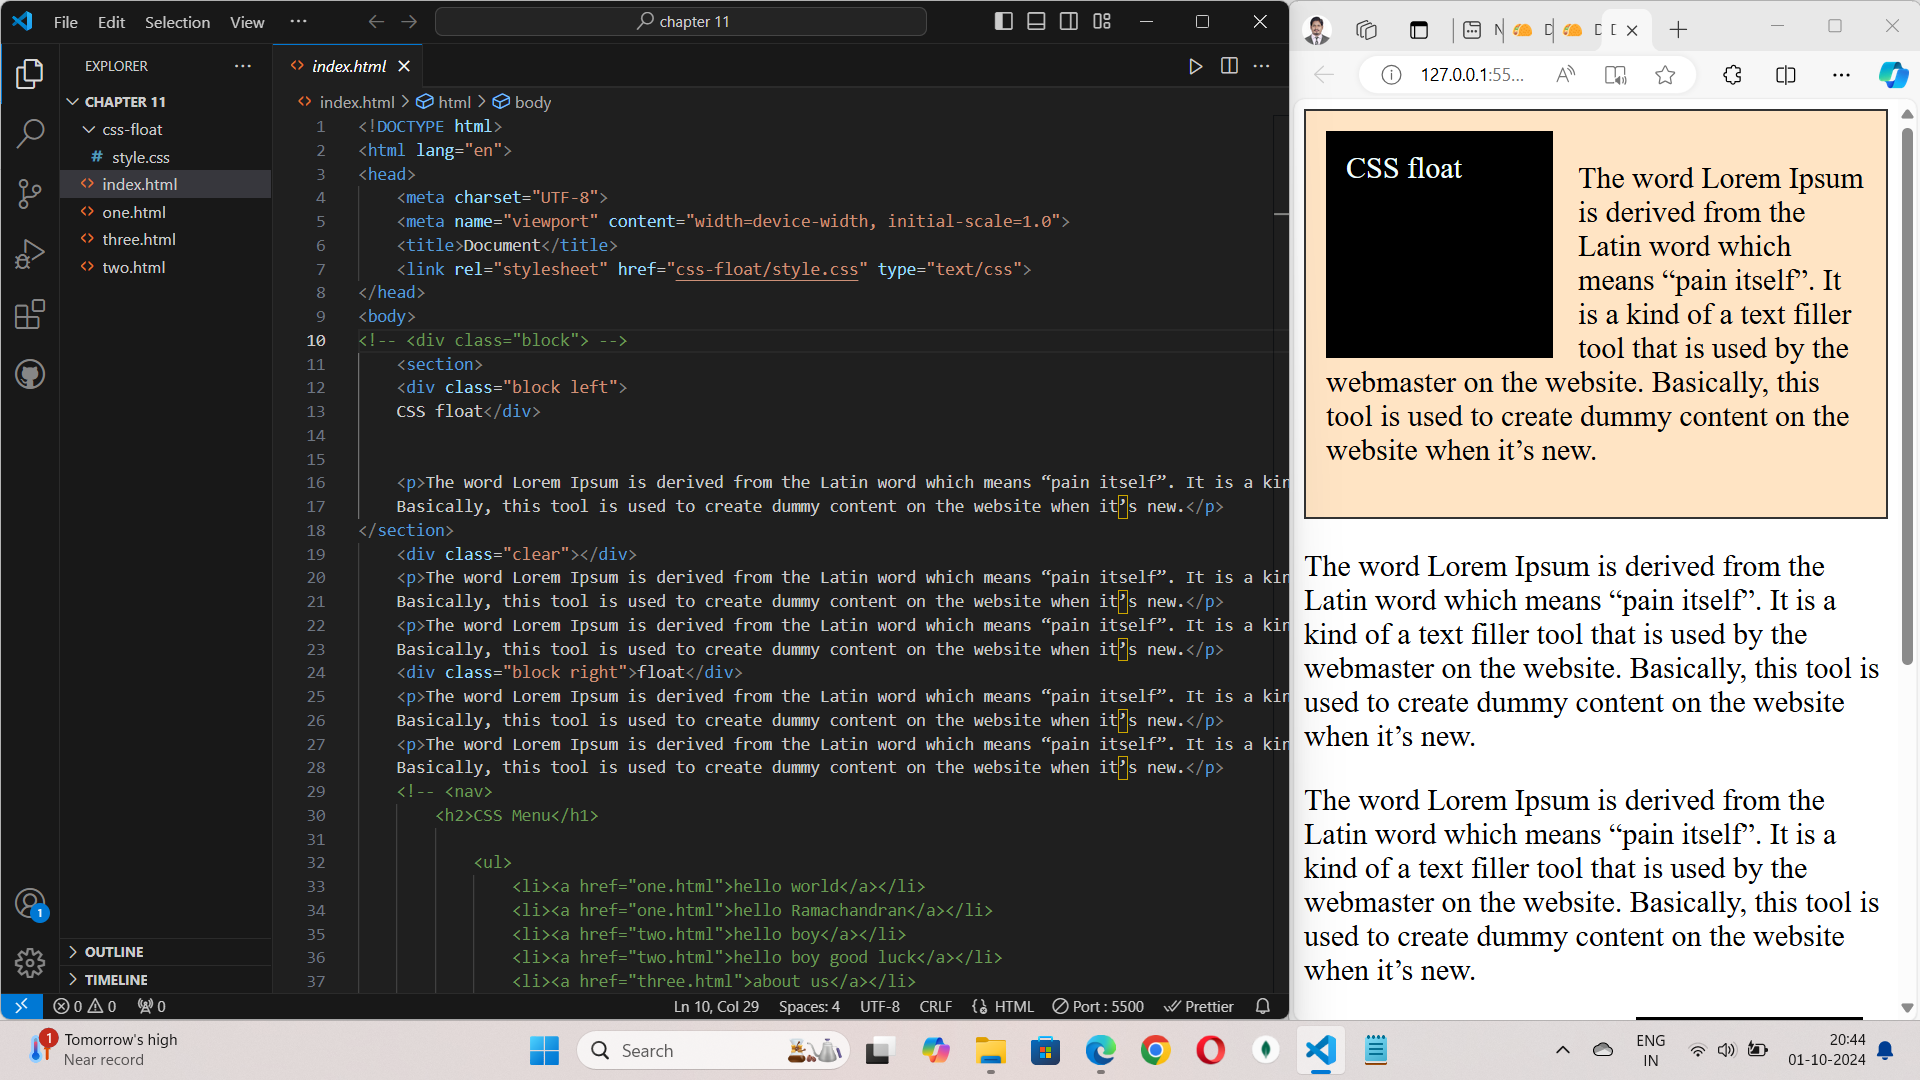 File Edit Selection View ··· chapter 11
EXPLORER
CHAPTER 11
css-float
# style.css
index.html
one.html
three.html
two.html
OUTLINE
TIMELINE
1
index.html
index.html > html > body
1 <!DOCTYPE html>
2 <html lang="en">
3 <head>
4 <meta charset="UTF-8">
5 <meta name="viewport" content="width=device-width, initial-scale=1.0">
6 <title>Document</title>
7 <link rel="stylesheet" href="css-float/style.css" type="text/css">
8 </head>
9 <body>
10 <!-- <div class="block"> -->
11 <section>
12 <div class="block left">
13 CSS float</div>
14
15
16 <p>The word Lorem Ipsum is derived from the Latin word which means “pain itself”. It is a kin
17 Basically, this tool is used to create dummy content on the website when it’s new.</p>
18 </section>
19 <div class="clear"></div>
20 <p>The word Lorem Ipsum is derived from the Latin word which means “pain itself”. It is a kin
21 Basically, this tool is used to create dummy content on the website when it’s new.</p>
22 <p>The word Lorem Ipsum is derived from the Latin word which means “pain itself”. It is a kin
23 Basically, this tool is used to create dummy content on the website when it’s new.</p>
24 <div class="block right">float</div>
25 <p>The word Lorem Ipsum is derived from the Latin word which means “pain itself”. It is a kin
26 Basically, this tool is used to create dummy content on the website when it’s new.</p>
27 <p>The word Lorem Ipsum is derived from the Latin word which means “pain itself”. It is a kin
28 Basically, this tool is used to create dummy content on the website when it’s new.</p>
29 <!-- <nav>
30 <h2>CSS Menu</h1>
31
32 <ul>
33 <li><a href="one.html">hello world</a></li>
34 <li><a href="one.html">hello Ramachandran</a></li>
35 <li><a href="two.html">hello boy</a></li>
36 <li><a href="two.html">hello boy good luck</a></li>
37 <li><a href="three.html">about us</a></li>
0 0 0 Ln 10, Col 29 Spaces: 4 UTF-8 CRLF HTML Port : 5500 Prettier
N D D D
127.0.0.1:55...
CSS float
The word Lorem Ipsum
is derived from the
Latin word which
means “pain itself”. It
is a kind of a text filler
tool that is used by the
webmaster on the website. Basically, this
tool is used to create dummy content on the
website when it’s new.
The word Lorem Ipsum is derived from the
Latin word which means “pain itself”. It is a
kind of a text filler tool that is used by the
webmaster on the website. Basically, this tool is
used to create dummy content on the website
when it’s new.
The word Lorem Ipsum is derived from the
Latin word which means “pain itself”. It is a
kind of a text filler tool that is used by the
webmaster on the website. Basically, this tool is
used to create dummy content on the website
when it’s new.
1
Tomorrow's high
Near record
Search
ENG
IN
20:44
01-10-2024